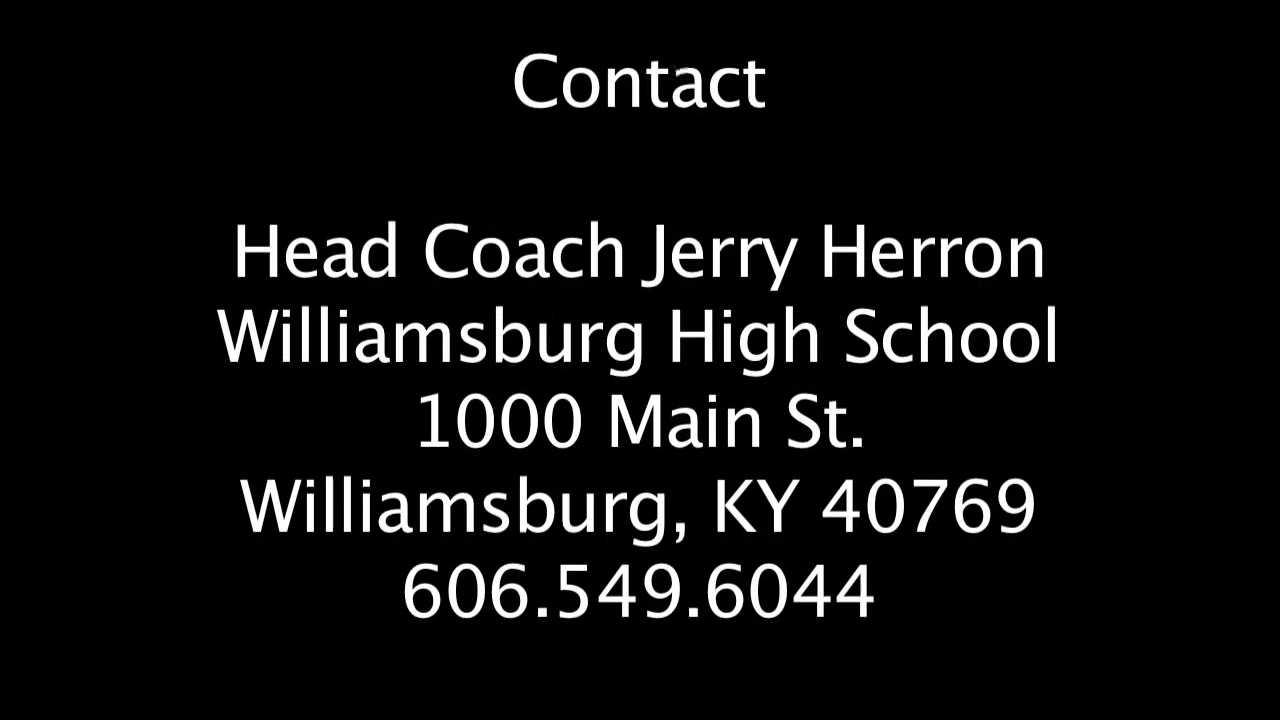 Contact
Head Coach Jerry Herron
Williamsburg High School
1000 Main St.
Williamsburg, KY 40769
606.549.6044